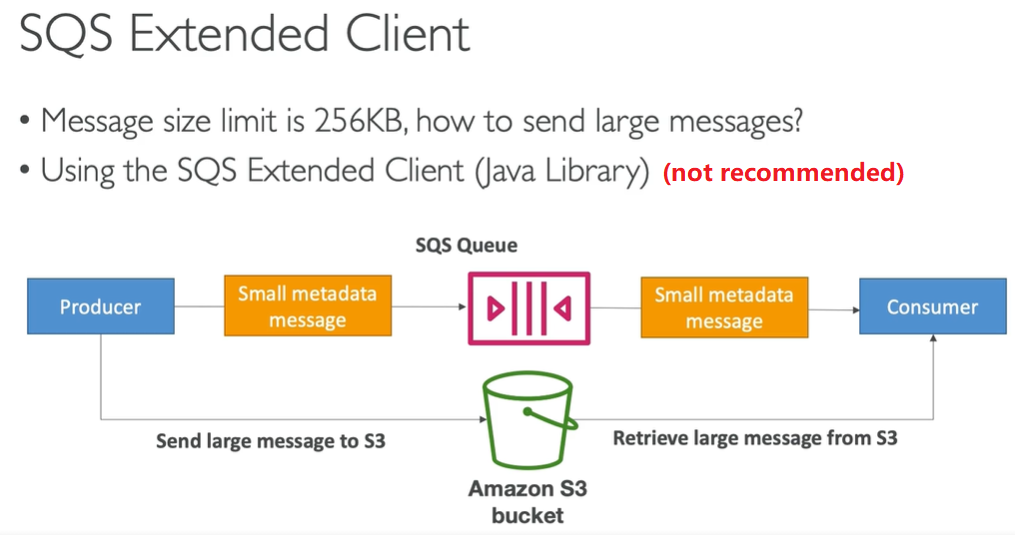 SQS Extended Client
• Message size limit is 256KB, how to send large messages?
• Using the SQS Extended Client (Java Library) (not recommended)
SQS Queue
Producer
Small metadata
message
Small metadata
message
Consumer
Send large message to S3
Retrieve large message from S3
Amazon S3
bucket